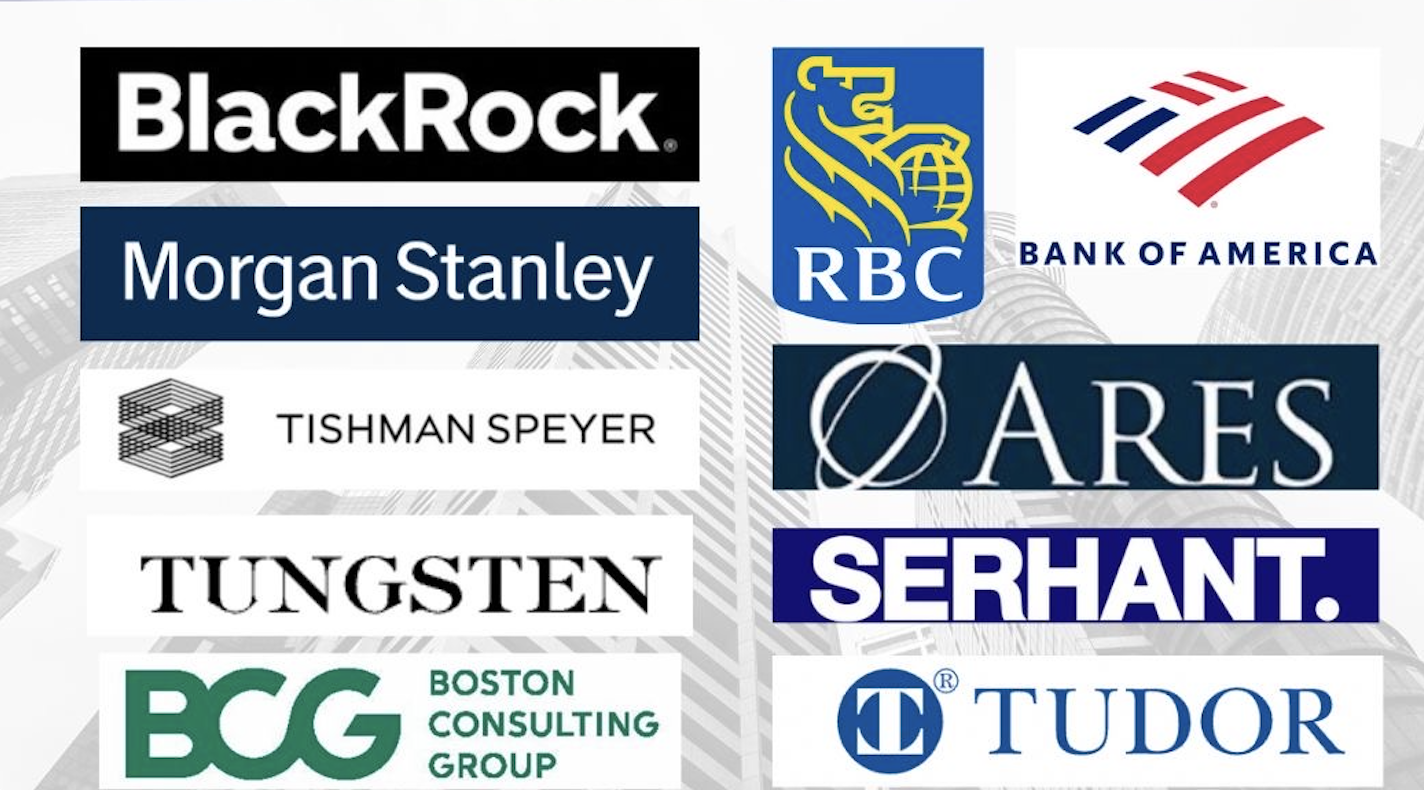 BlackRock®
Morgan Stanley
TISHMAN SPEYER
TUNGSTEN
BCG
BOSTON
CONSULTING
GROUP
RBC
BANK OF AMERICA
ARES
SERHANT.
T®
TUDOR